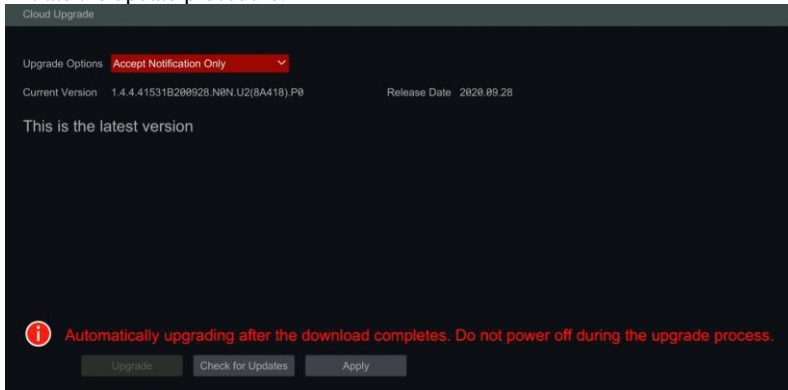 Cloud Upgrade
Upgrade Options Accept Notification Only
Current Version 1.4.4.41531B200928.N0N.U2(8A418).P0 Release Date 2020.09.28
This is the latest version
Automatically upgrading after the download completes. Do not power off during the upgrade process.
Upgrade Check for Updates Apply